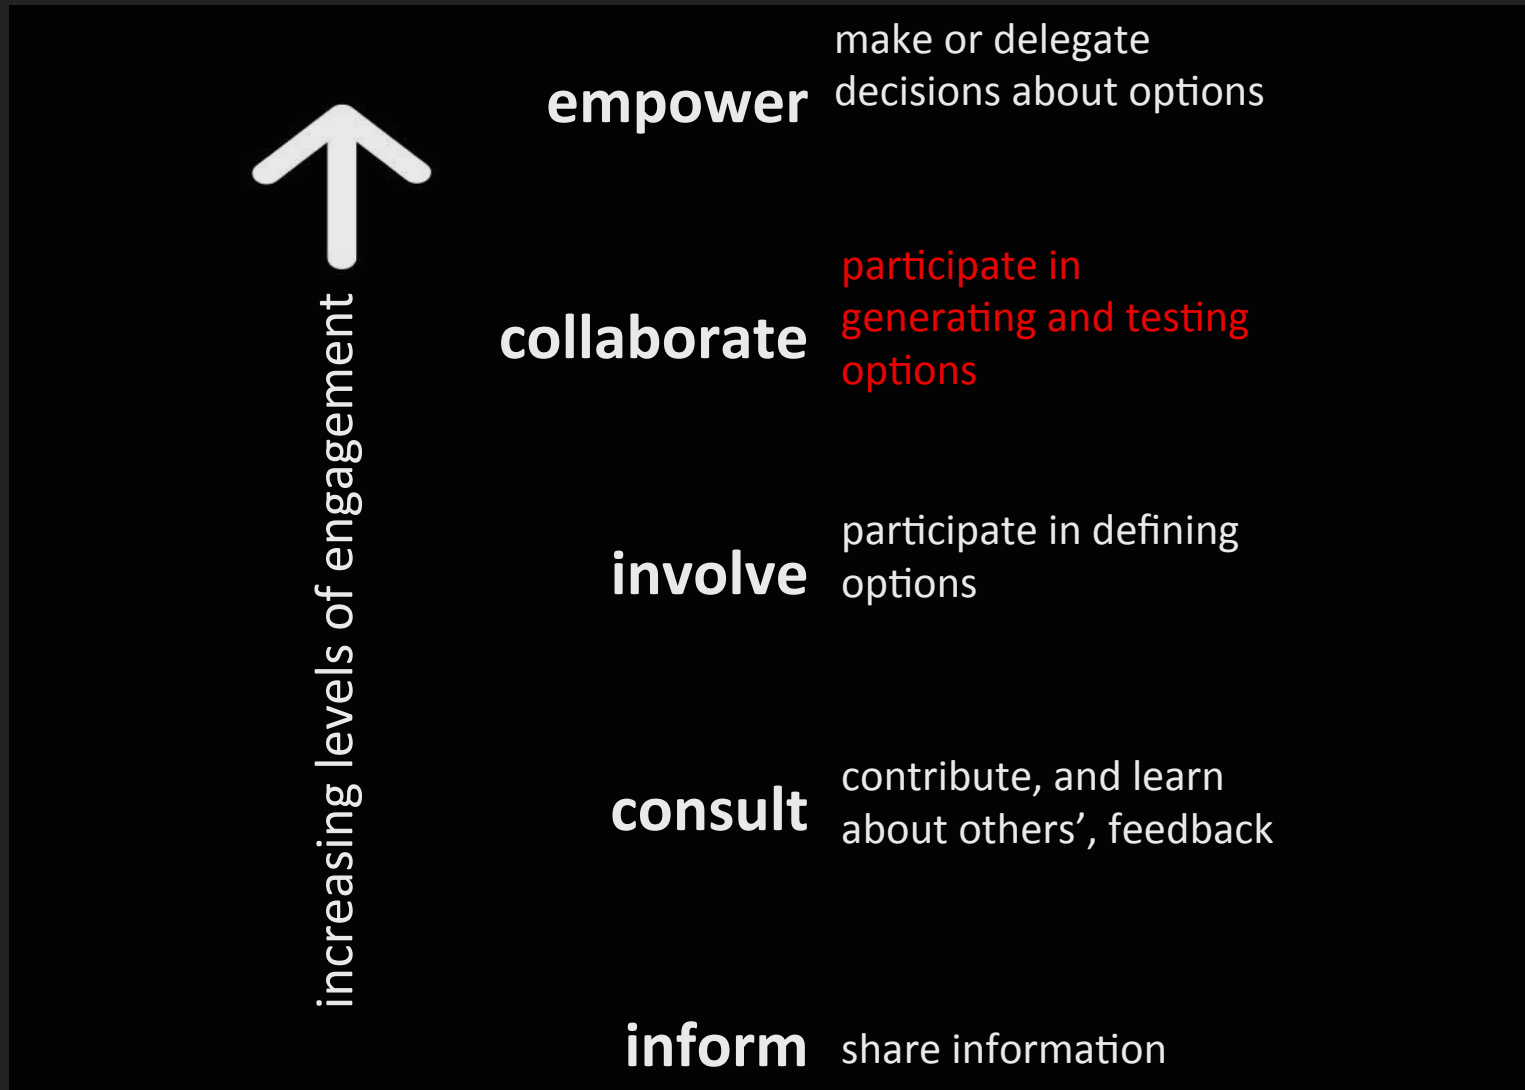 increasing levels of engagement
empower
make or delegate
decisions about options
collaborate
participate in
generating and testing
options
involve
participate in defining
options
consult
contribute, and learn
about others’, feedback
inform
share information